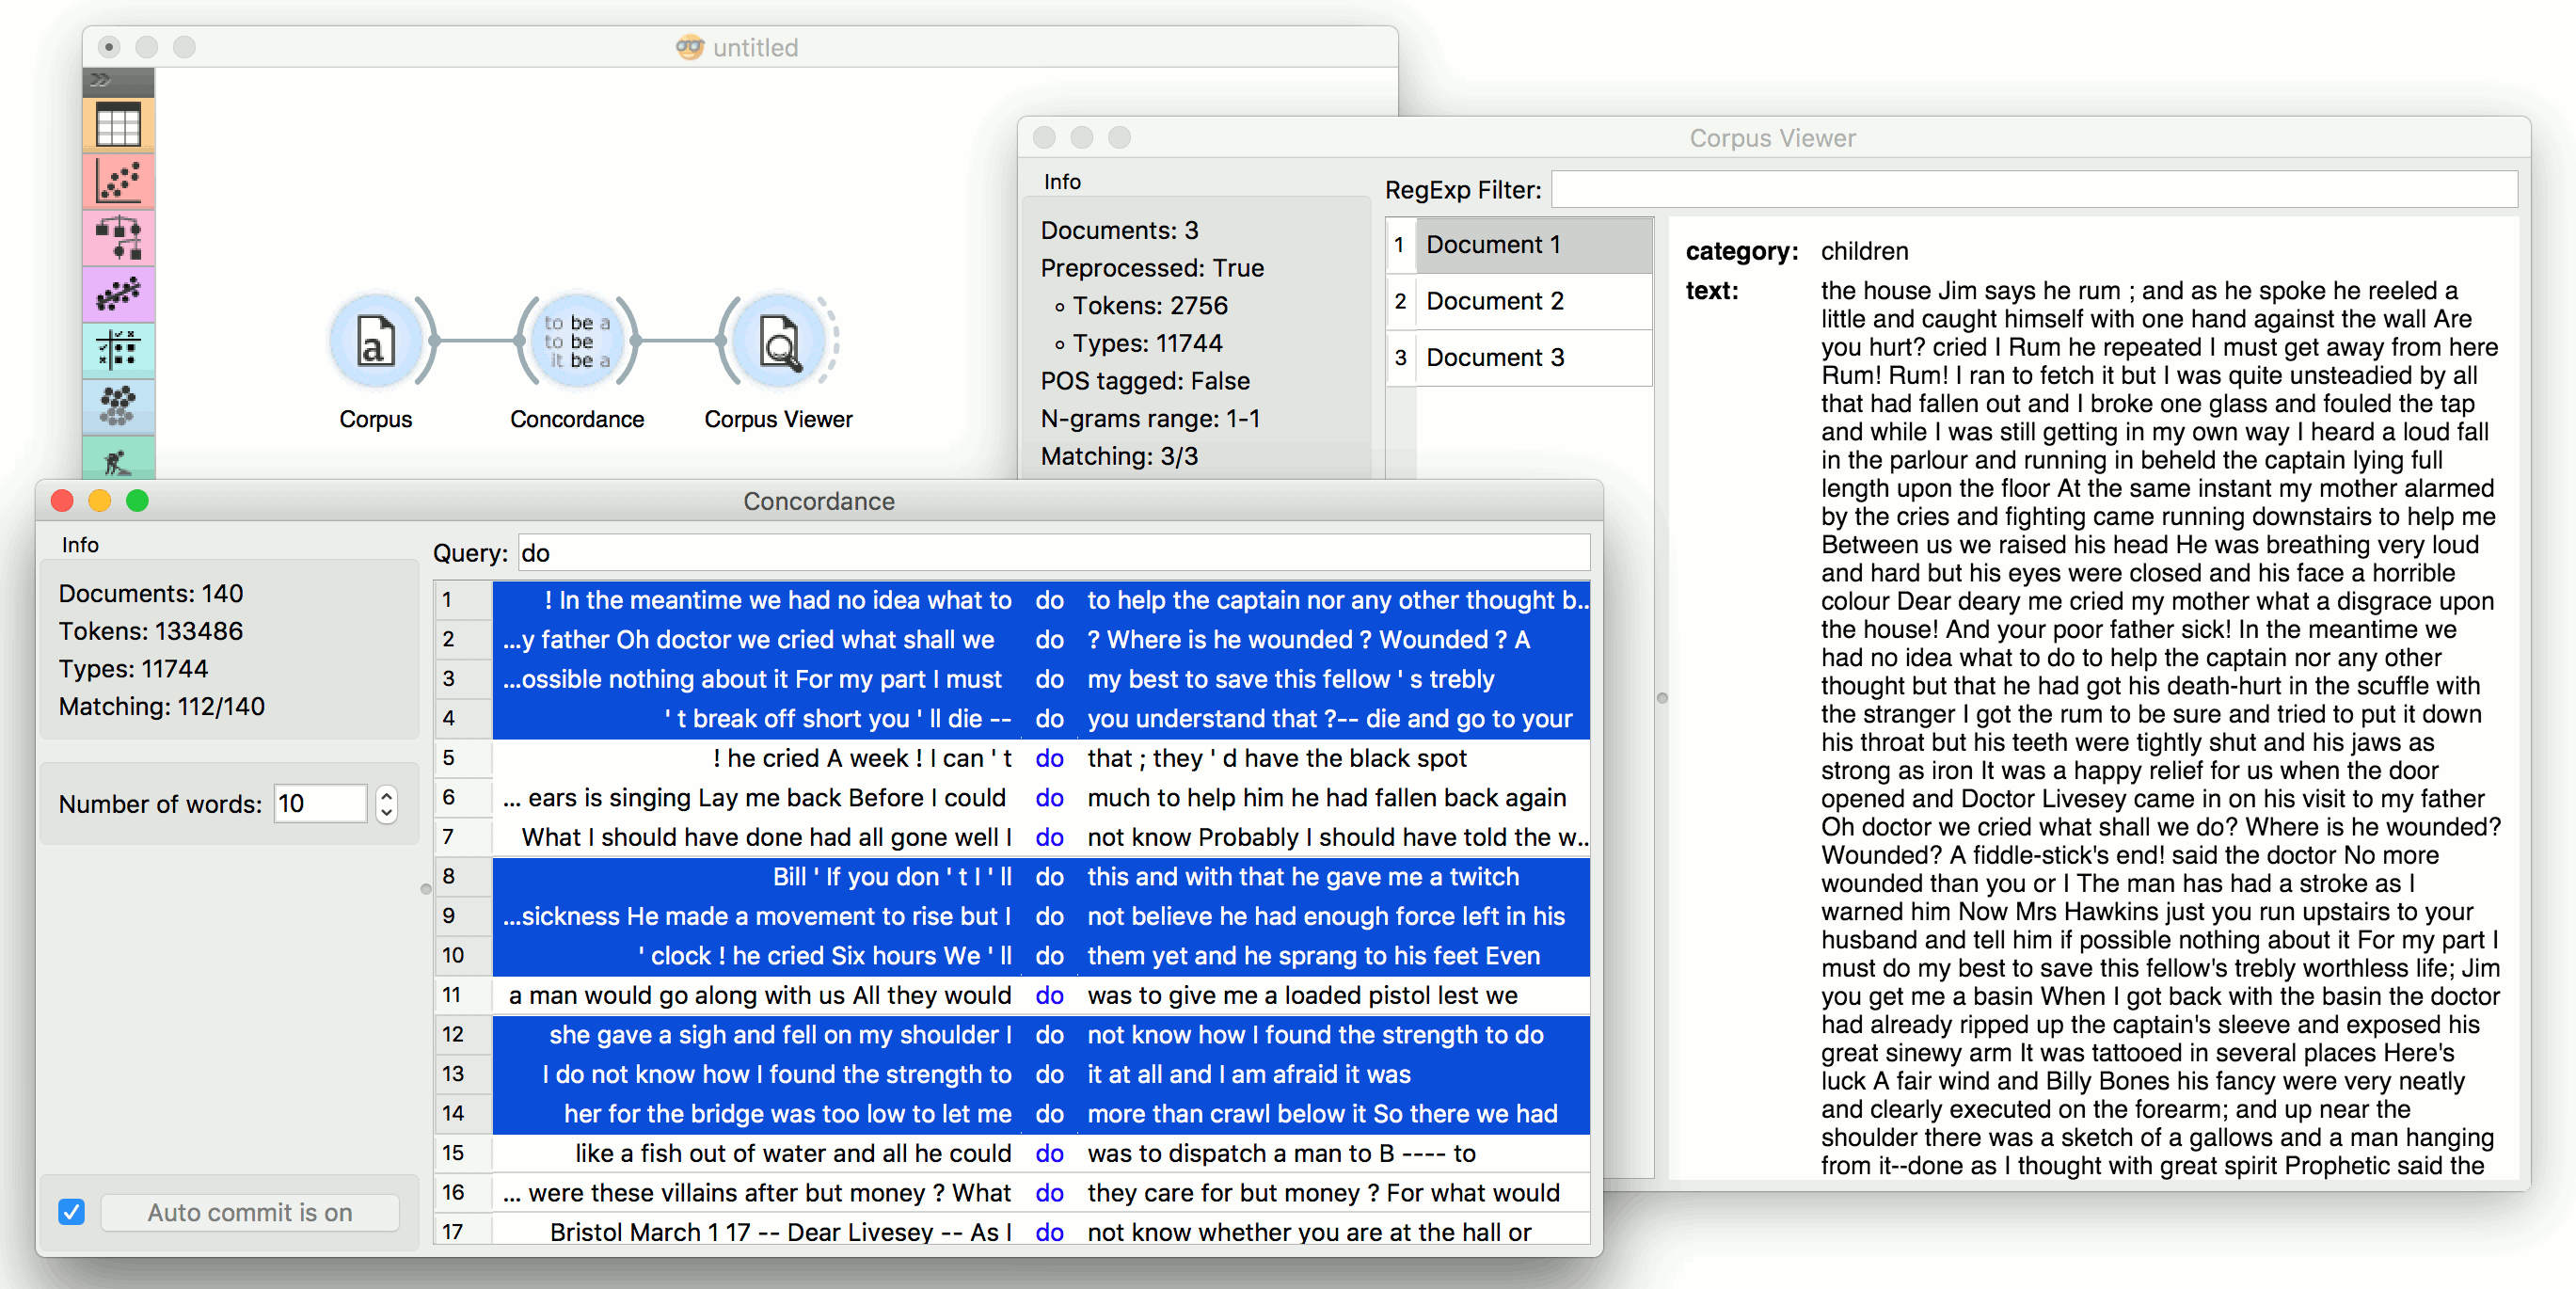 untitled
to be a
to be
it be a
a
Corpus
Concordance
Corpus Viewer
Corpus Viewer
Info
Documents: 3
Preprocessed: True
◦ Tokens: 2756
◦ Types: 11744
POS tagged: False
N-grams range: 1-1
Matching: 3/3
RegExp Filter:
1 Document 1
2 Document 2
3 Document 3
category: children
text: the house Jim says he rum ; and as he spoke he reeled a
little and caught himself with one hand against the wall Are
you hurt? cried I Rum he repeated I must get away from here
Rum! Rum! I ran to fetch it but I was quite unsteadied by all
that had fallen out and I broke one glass and fouled the tap
and while I was still getting in my own way I heard a loud fall
in the parlour and running in beheld the captain lying full
length upon the floor At the same instant my mother alarmed
by the cries and fighting came running downstairs to help me
Between us we raised his head He was breathing very loud
and hard but his eyes were closed and his face a horrible
colour Dear deary me cried my mother what a disgrace upon
the house! And your poor father sick! In the meantime we
had no idea what to do to help the captain nor any other
thought but that he had got his death-hurt in the scuffle with
the stranger I got the rum to be sure and tried to put it down
his throat but his teeth were tightly shut and his jaws as
strong as iron It was a happy relief for us when the door
opened and Doctor Livesey came in on his visit to my father
Oh doctor we cried what shall we do? Where is he wounded?
Wounded? A fiddle-stick's end! said the doctor No more
wounded than you or I The man has had a stroke as I
warned him Now Mrs Hawkins just you run upstairs to your
husband and tell him if possible nothing about it For my part I
must do my best to save this fellow's trebly worthless life; Jim
you get me a basin When I got back with the basin the doctor
had already ripped up the captain's sleeve and exposed his
great sinewy arm It was tattooed in several places Here's
luck A fair wind and Billy Bones his fancy were very neatly
and clearly executed on the forearm; and up near the
shoulder there was a sketch of a gallows and a man hanging
from it--done as I thought with great spirit Prophetic said the
Concordance
Info
Documents: 140
Tokens: 133486
Types: 11744
Matching: 112/140
Number of words: 10
Auto commit is on
Query: do
1 ! In the meantime we had no idea what to do to help the captain nor any other thought b..
2 ...y father Oh doctor we cried what shall we do ? Where is he wounded ? Wounded ? A
3 ...ossible nothing about it For my part I must do my best to save this fellow ' s trebly
4 ' t break off short you ' ll die -- do you understand that ?-- die and go to your
5 ! he cried A week ! I can ' t do that ; they ' d have the black spot
6 ... ears is singing Lay me back Before I could do much to help him he had fallen back again
7 What I should have done had all gone well I do not know Probably I should have told the w..
8 Bill ' If you don ' t I ' ll do this and with that he gave me a twitch
9 ...sickness He made a movement to rise but I do not believe he had enough force left in his
10 ' clock ! he cried Six hours We ' ll do them yet and he sprang to his feet Even
11 a man would go along with us All they would do was to give me a loaded pistol lest we
12 she gave a sigh and fell on my shoulder I do not know how I found the strength to do
13 I do not know how I found the strength to do it at all and I am afraid it was
14 her for the bridge was too low to let me do more than crawl below it So there we had
15 like a fish out of water and all he could do was to dispatch a man to B ---- to
16 ... were these villains after but money ? What do they care for but money ? For what would
17 Bristol March 1 17 -- Dear Livesey -- As I do not know whether you are at the hall or